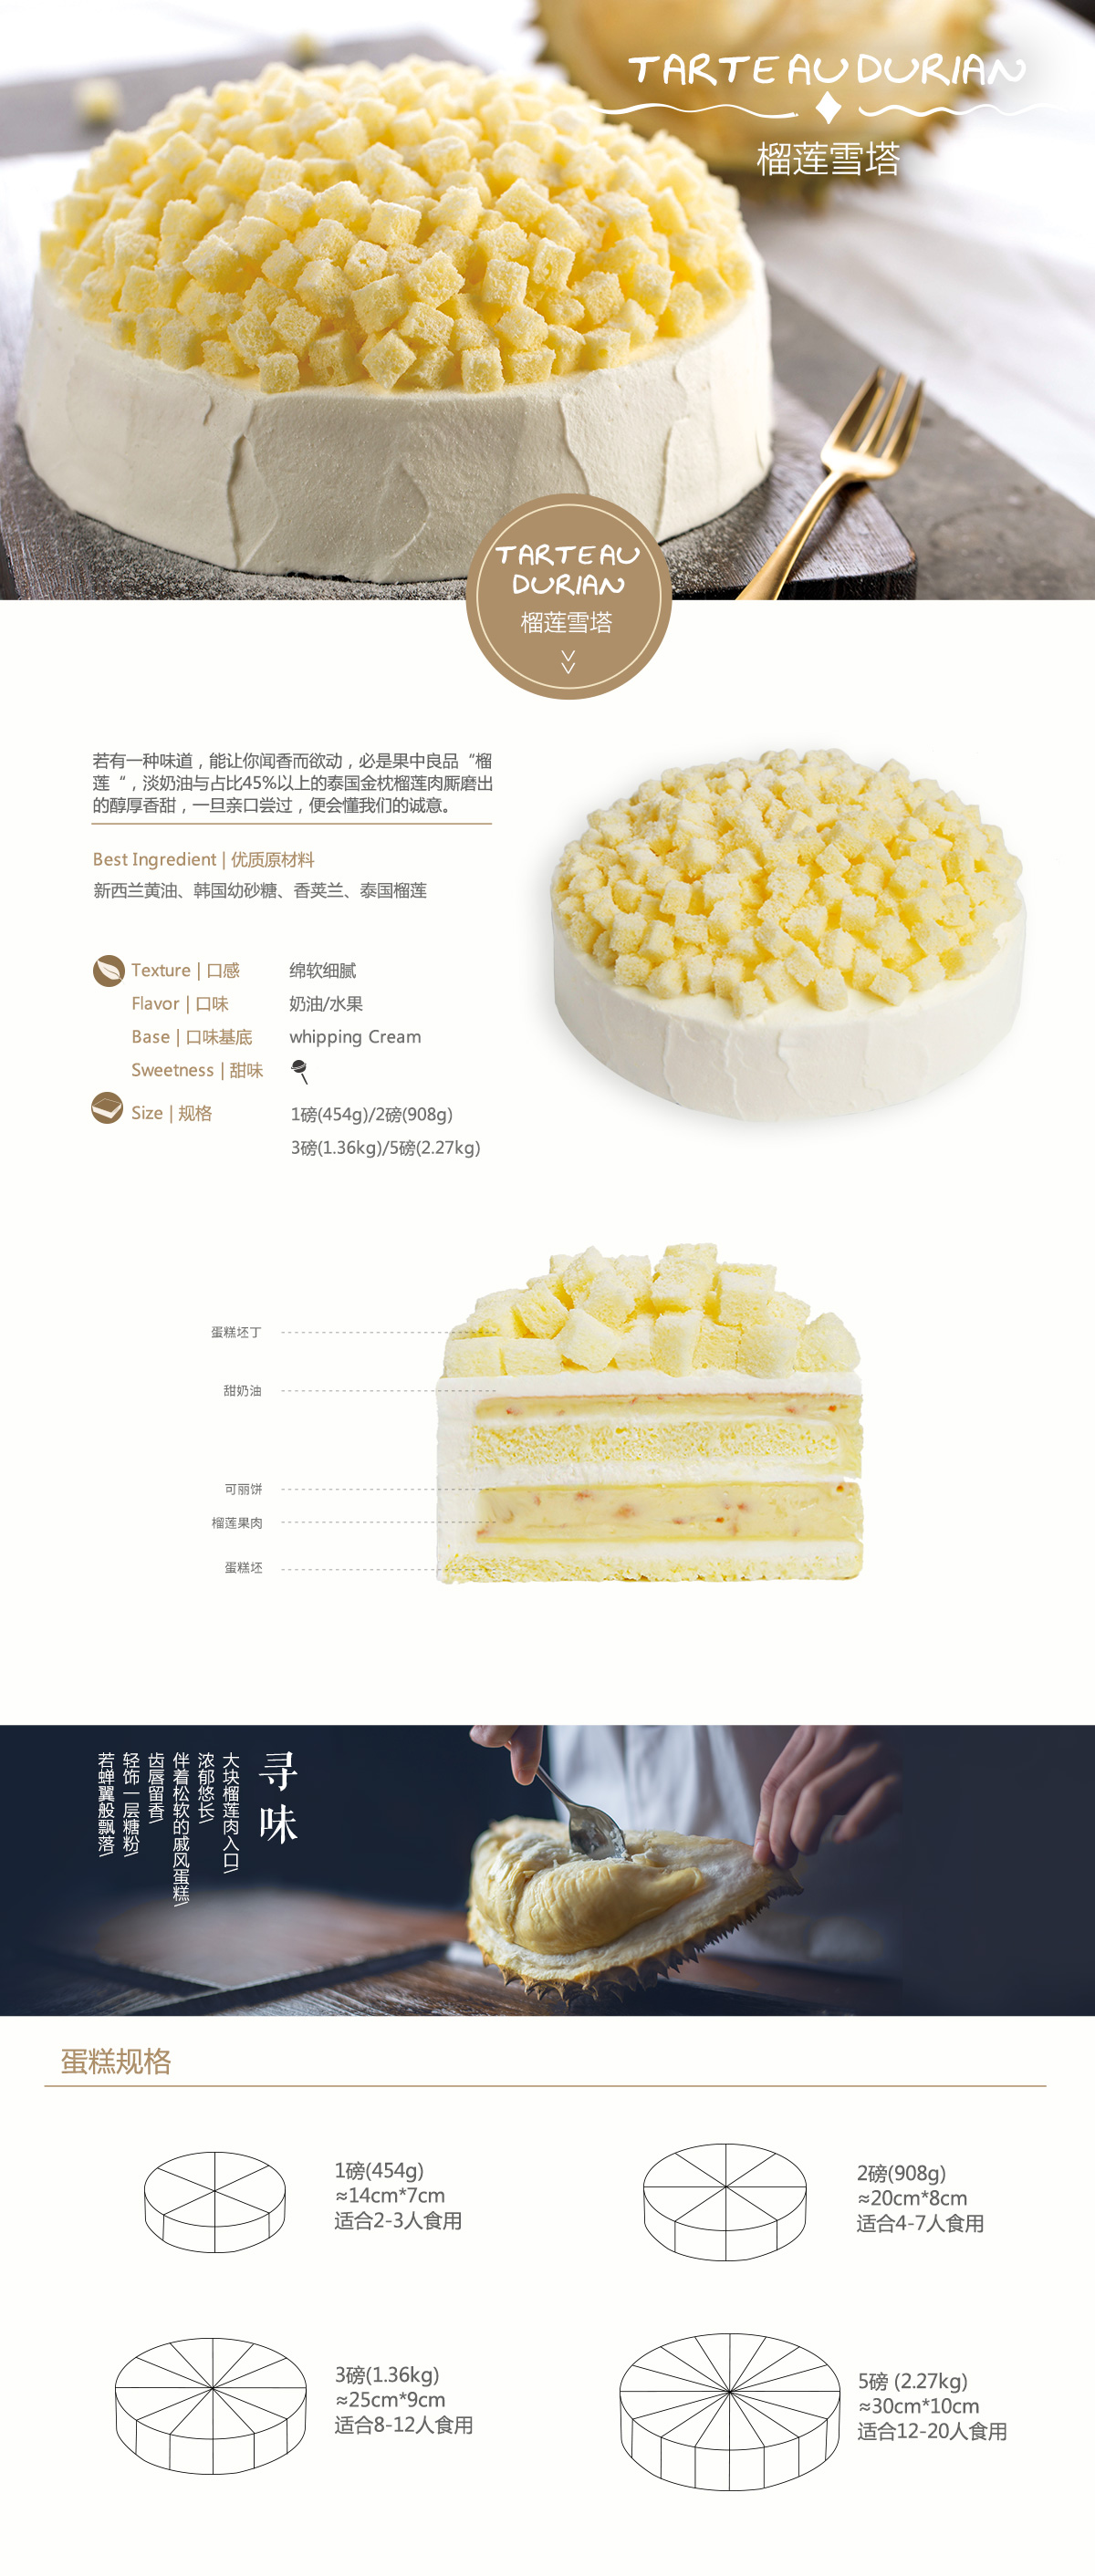 TARTE AU DURIAN
榴莲雪塔
TARTE AU
DURIAN
榴莲雪塔
若有一种味道，能让你闻香而欲动，必是果中良品“榴
莲“，淡奶油与占比45%以上的泰国金枕榴莲肉厮磨出
的醇厚香甜，一旦亲口尝过，便会懂我们的诚意。
Best Ingredient | 优质原材料
新西兰黄油、韩国幼砂糖、香荚兰、泰国榴莲
Texture | 口感 绵软细腻
Flavor | 口味 奶油/水果
Base | 口味基底 whipping Cream
Sweetness | 甜味
Size | 规格 1磅(454g)/2磅(908g)
3磅(1.36kg)/5磅(2.27kg)
蛋糕坯丁
甜奶油
可丽饼
榴莲果肉
蛋糕坯
寻味
大块榴莲肉入口/
浓郁悠长/
伴着松软的戚风蛋糕/
齿唇留香/
轻饰一层糖粉/
若蝉翼般飘落/
蛋糕规格
1磅(454g)
≈14cm*7cm
适合2-3人食用
2磅(908g)
≈20cm*8cm
适合4-7人食用
3磅(1.36kg)
≈25cm*9cm
适合8-12人食用
5磅 (2.27kg)
≈30cm*10cm
适合12-20人食用